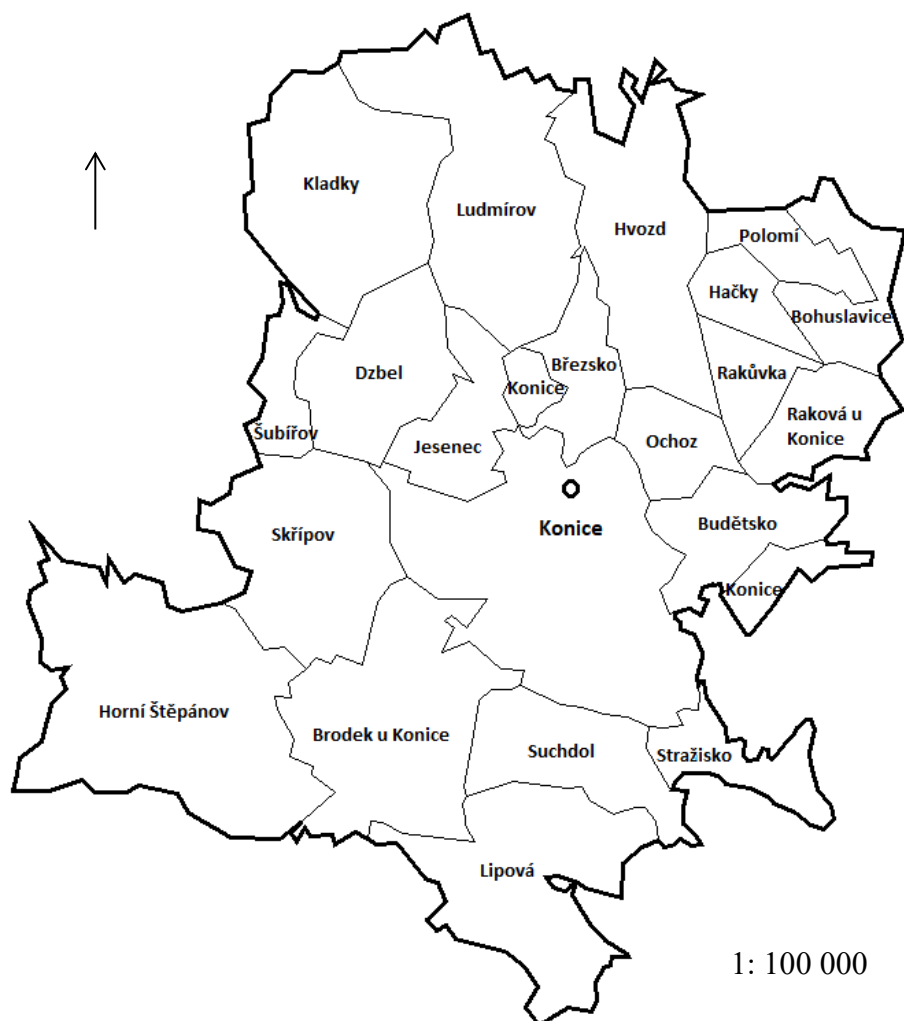 Kladky
Ludmírov
Hvozd
Polomí
Hačky
Bohuslavice
Březsko
Dzbel
Konice
Rakůvka
Raková u
Konice
Šubířov
Jesenec
Ochoz
Skřípov
Konice
Budětsko
Konice
Horní Štěpánov
Brodek u Konice
Suchdol
Stražisko
Lipová
1: 100 000